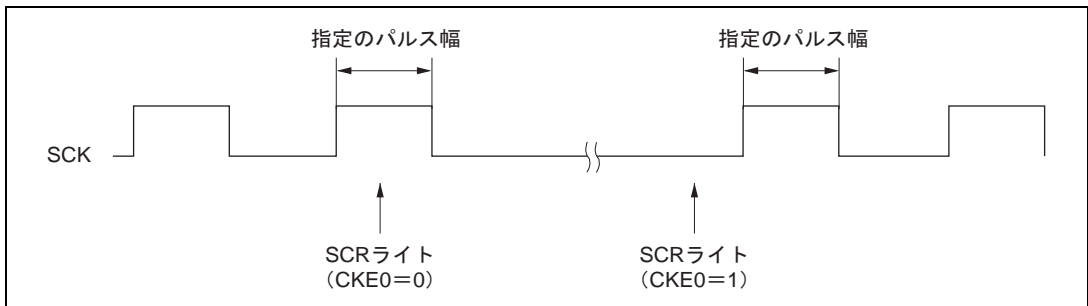 指定のパルス幅
指定のパルス幅
SCK
SCRライト
(CKE0=0)
SCRライト
(CKE0=1)